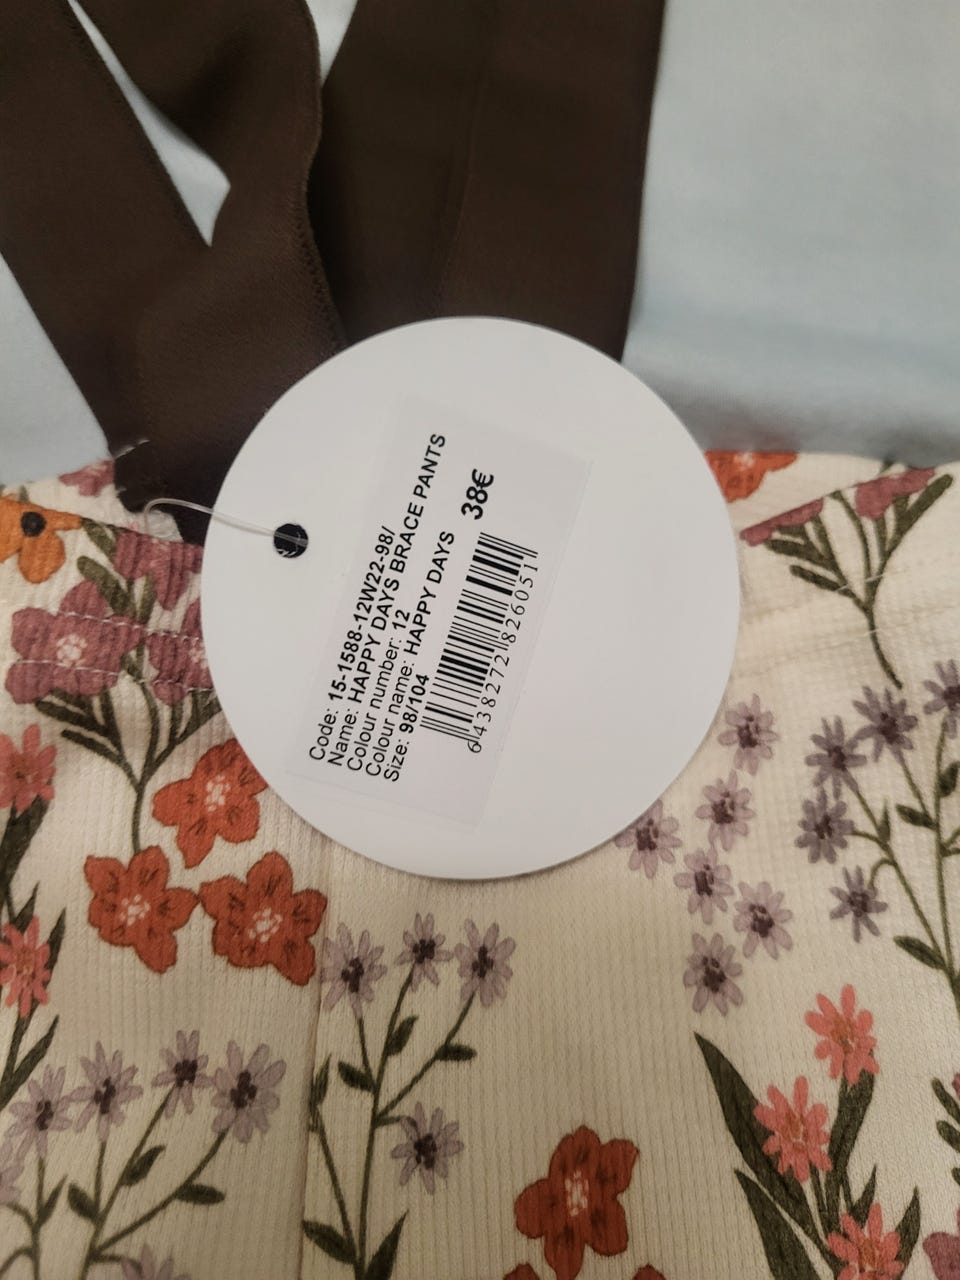 Code: 15-1588-12W22-98/
Name: HAPPY DAYS BRACE PANTS
Colour number: 12
Colour name: HAPPY DAYS
Size: 98/104
38€
6438272826051